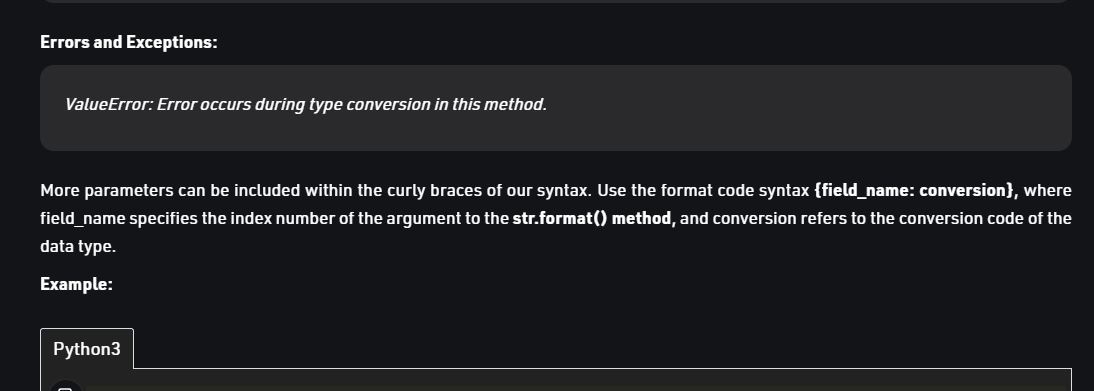 Errors and Exceptions:
ValueError: Error occurs during type conversion in this method.
More parameters can be included within the curly braces of our syntax. Use the format code syntax {field_name: conversion}, where
field_name specifies the index number of the argument to the str.format() method, and conversion refers to the conversion code of the
data type.
Example:
Python3